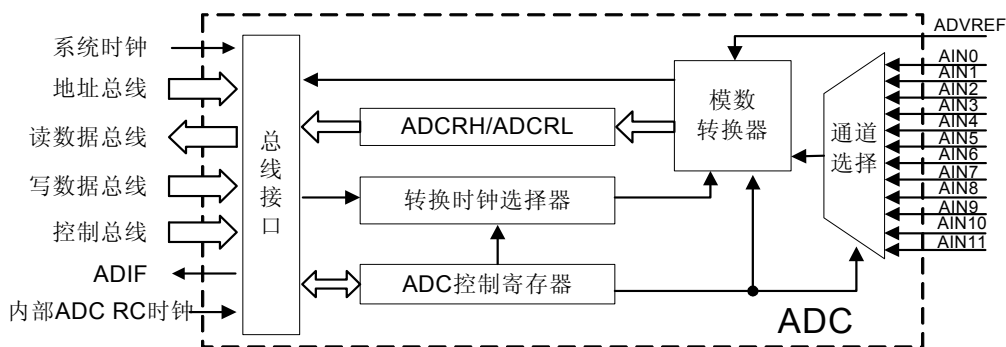 系统时钟
地址总线
读数据总线
写数据总线
控制总线
ADIF
内部ADC RC时钟
总线接口
ADCRH/ADCRL
转换时钟选择器
ADC控制寄存器
模数
转换器
通道
选择
ADC
ADVREF
AIN0
AIN1
AIN2
AIN3
AIN4
AIN5
AIN6
AIN7
AIN8
AIN9
AIN10
AIN11